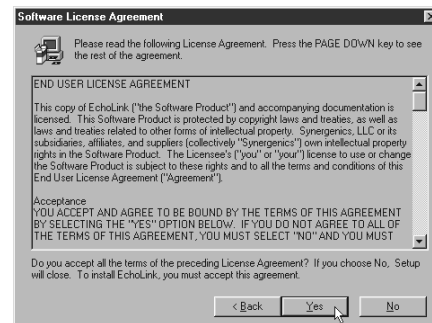 Software License Agreement
Please read the following License Agreement. Press the PAGE DOWN key to see
the rest of the agreement.
END USER LICENSE AGREEMENT
This copy of EchoLink ("the Software Product") and accompanying documentation is
licensed. This Software Product is protected by copyright laws and treaties, as well as
laws and treaties related to other forms of intellectual property. Synergenics, LLC or its
subsidiaries, affiliates, and suppliers (collectively "Synergenics") own intellectual property
rights in the Software Product. The Licensee's ("you" or "your") license to use or change
the Software Product is subject to these rights and to all the terms and conditions of this
End User License Agreement ("Agreement").
Acceptance
YOU ACCEPT AND AGREE TO BE BOUND BY THE TERMS OF THIS AGREEMENT
BY SELECTING THE "YES" OPTION BELOW. IF YOU DO NOT AGREE TO ALL OF
THE TERMS OF THIS AGREEMENT, YOU MUST SELECT "NO" AND YOU MUST
Do you accept all the terms of the preceding License Agreement? If you choose No, Setup
will close. To install EchoLink, you must accept this agreement.
< Back Yes No